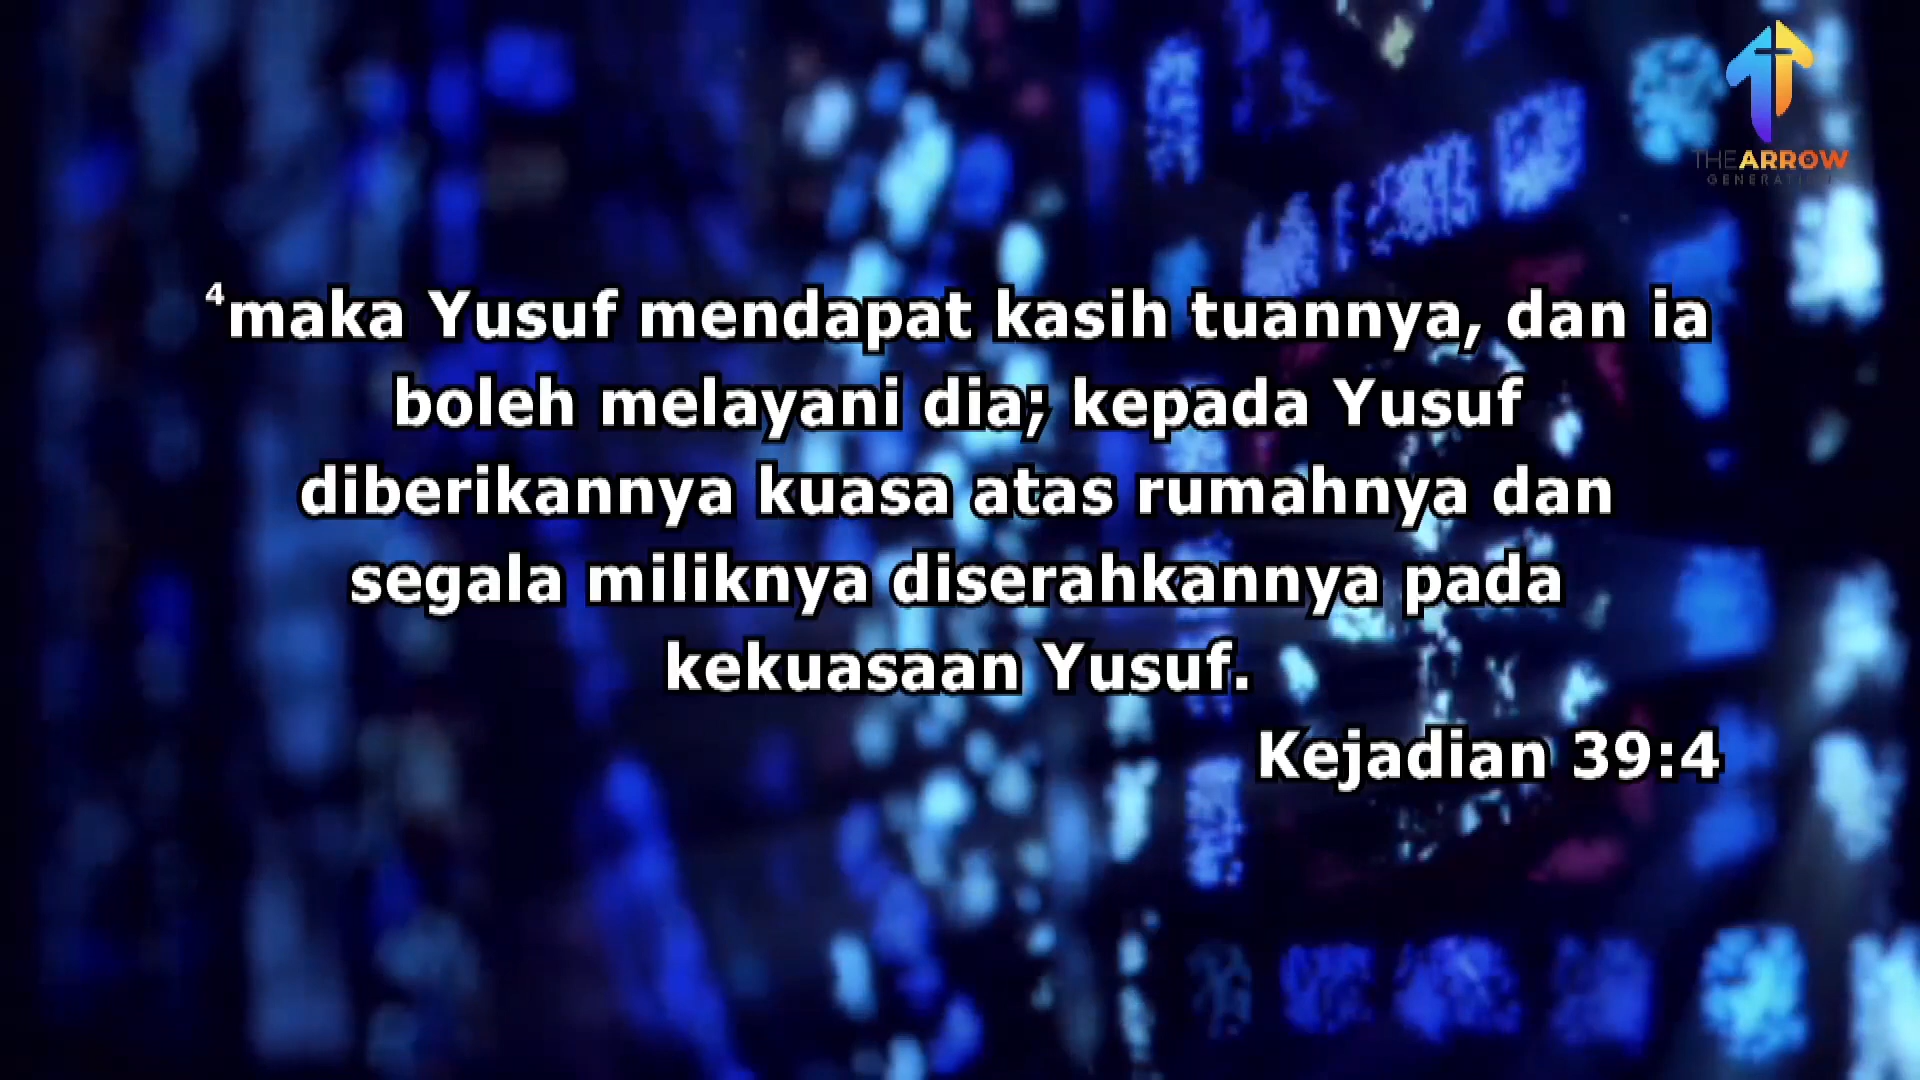 THE ARROW
GENERATION
⁴maka Yusuf mendapat kasih tuannya, dan ia
boleh melayani dia; kepada Yusuf
diberikannya kuasa atas rumahnya dan
segala miliknya diserahkannya pada
kekuasaan Yusuf.
Kejadian 39:4